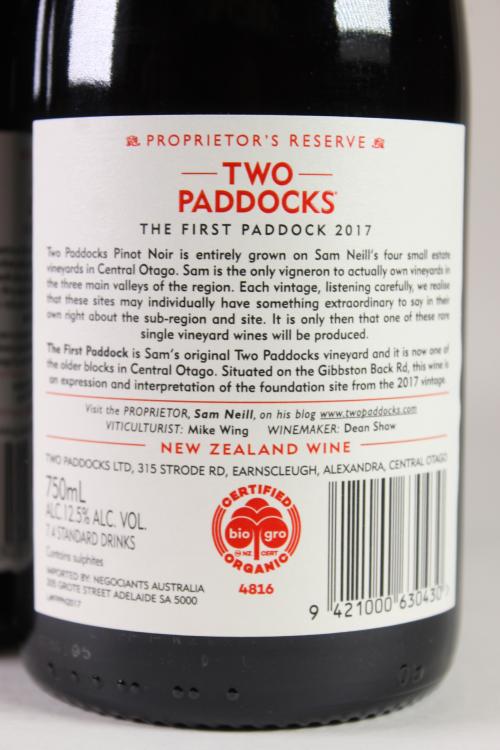 PROPRIETOR'S RESERVE
TWO
PADDOCKS
THE FIRST PADDOCK 2017
Two Paddocks Pinot Noir is entirely grown on Sam Neill's four small estate
vineyards in Central Otago. Sam is the only vigneron to actually own vineyards in
the three main valleys of the region. Each vintage, listening carefully, we realise
that these sites may individually have something extraordinary to say in their
own right about the sub-region and site. It is only then that one of these rare
single vineyard wines will be produced.
The First Paddock is Sam's original Two Paddocks vineyard and it is now one of
the older blocks in Central Otago. Situated on the Gibbston Back Rd, this wine is
an expression and interpretation of the foundation site from the 2017 vintage.
Visit the PROPRIETOR, Sam Neill, on his blog www.twopaddocks.com
VITICULTURIST: Mike Wing WINEMAKER: Dean Shaw
NEW ZEALAND WINE
TWO PADDOCKS LTD, 315 STRODE RD, EARNSCLEUGH, ALEXANDRA, CENTRAL OTAGO
750mL
ALC.12.5% ALC. VOL.
7.4 STANDARD DRINKS
Contains sulphites
IMPORTED BY: NEGOCIANTS AUSTRALIA
205 GROTE STREET ADELAIDE SA 5000
CERTIFIED
bio gro
NZ CERT
ORGANIC
4816
9 421000 630430